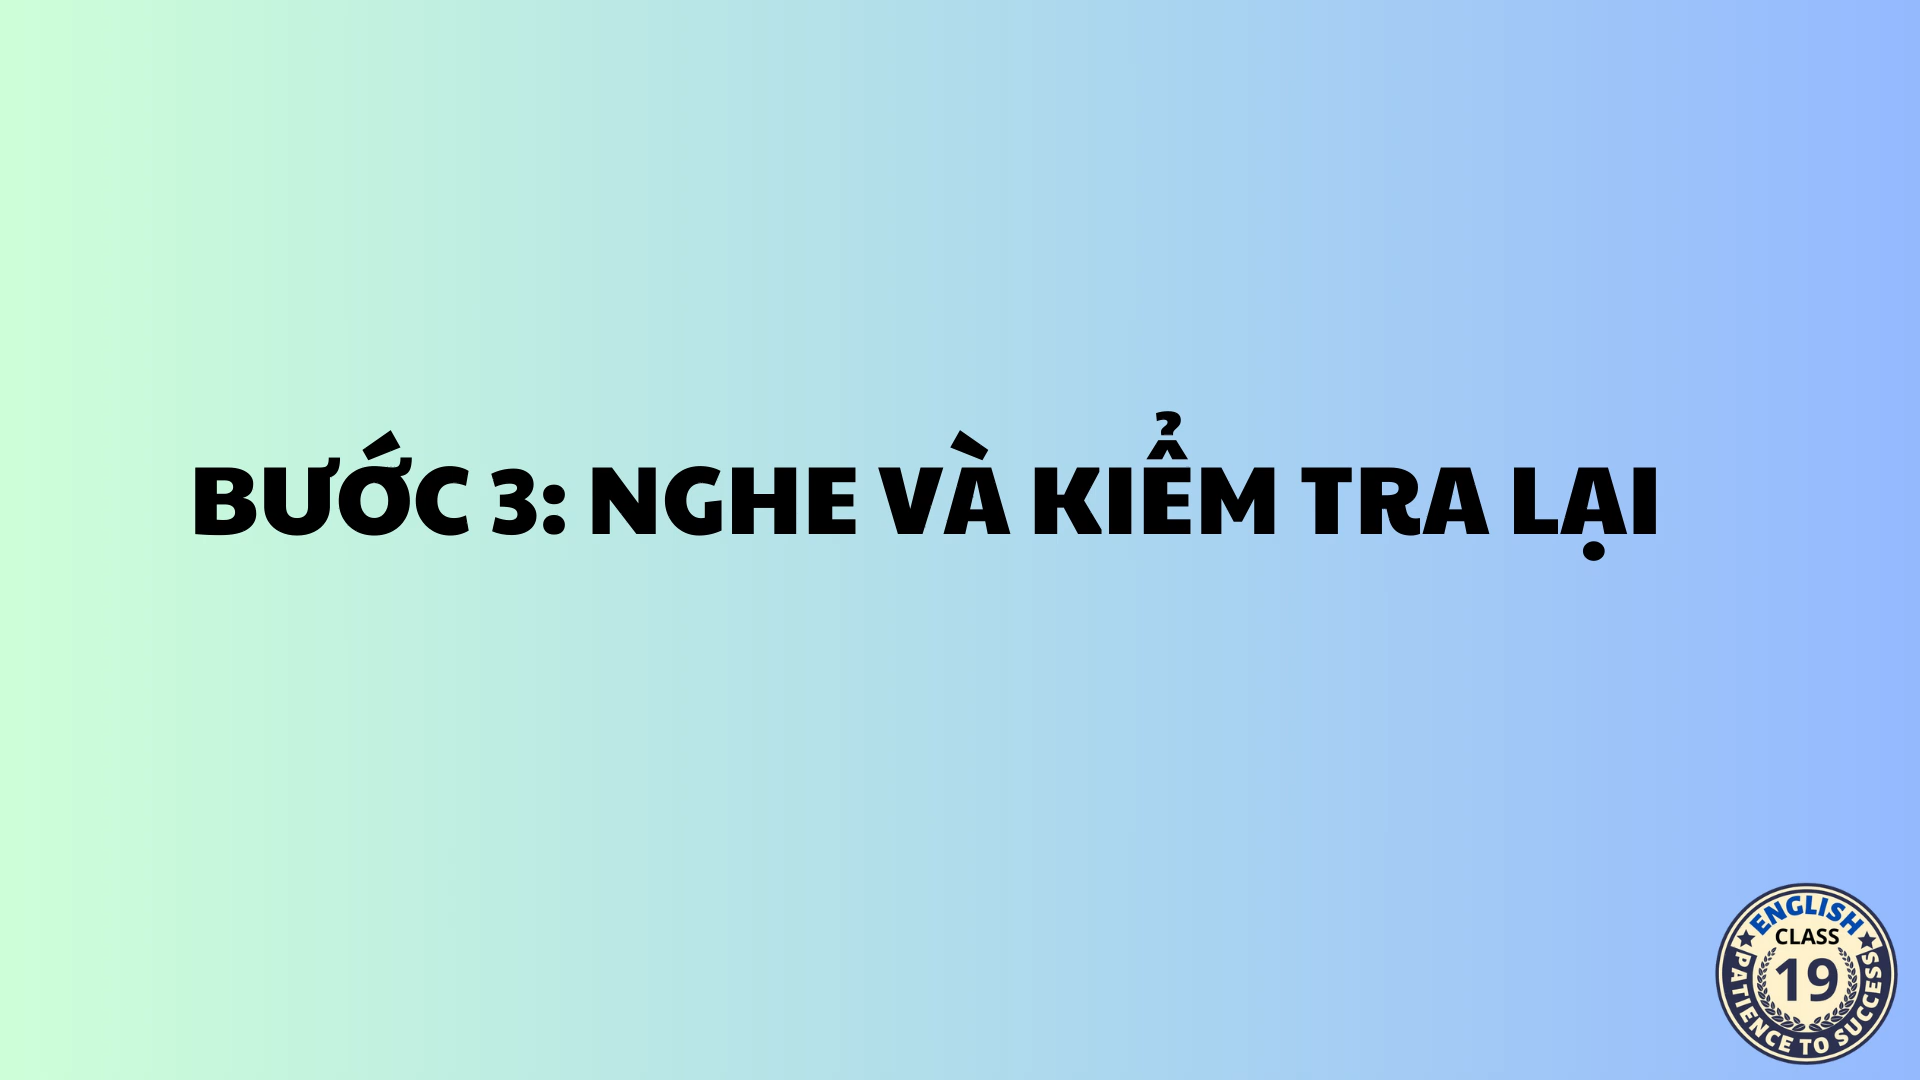 BƯỚC 3: NGHE VÀ KIỂM TRA LẠI
ENGLISH
CLASS
19
PATIENCE TO SUCCESS